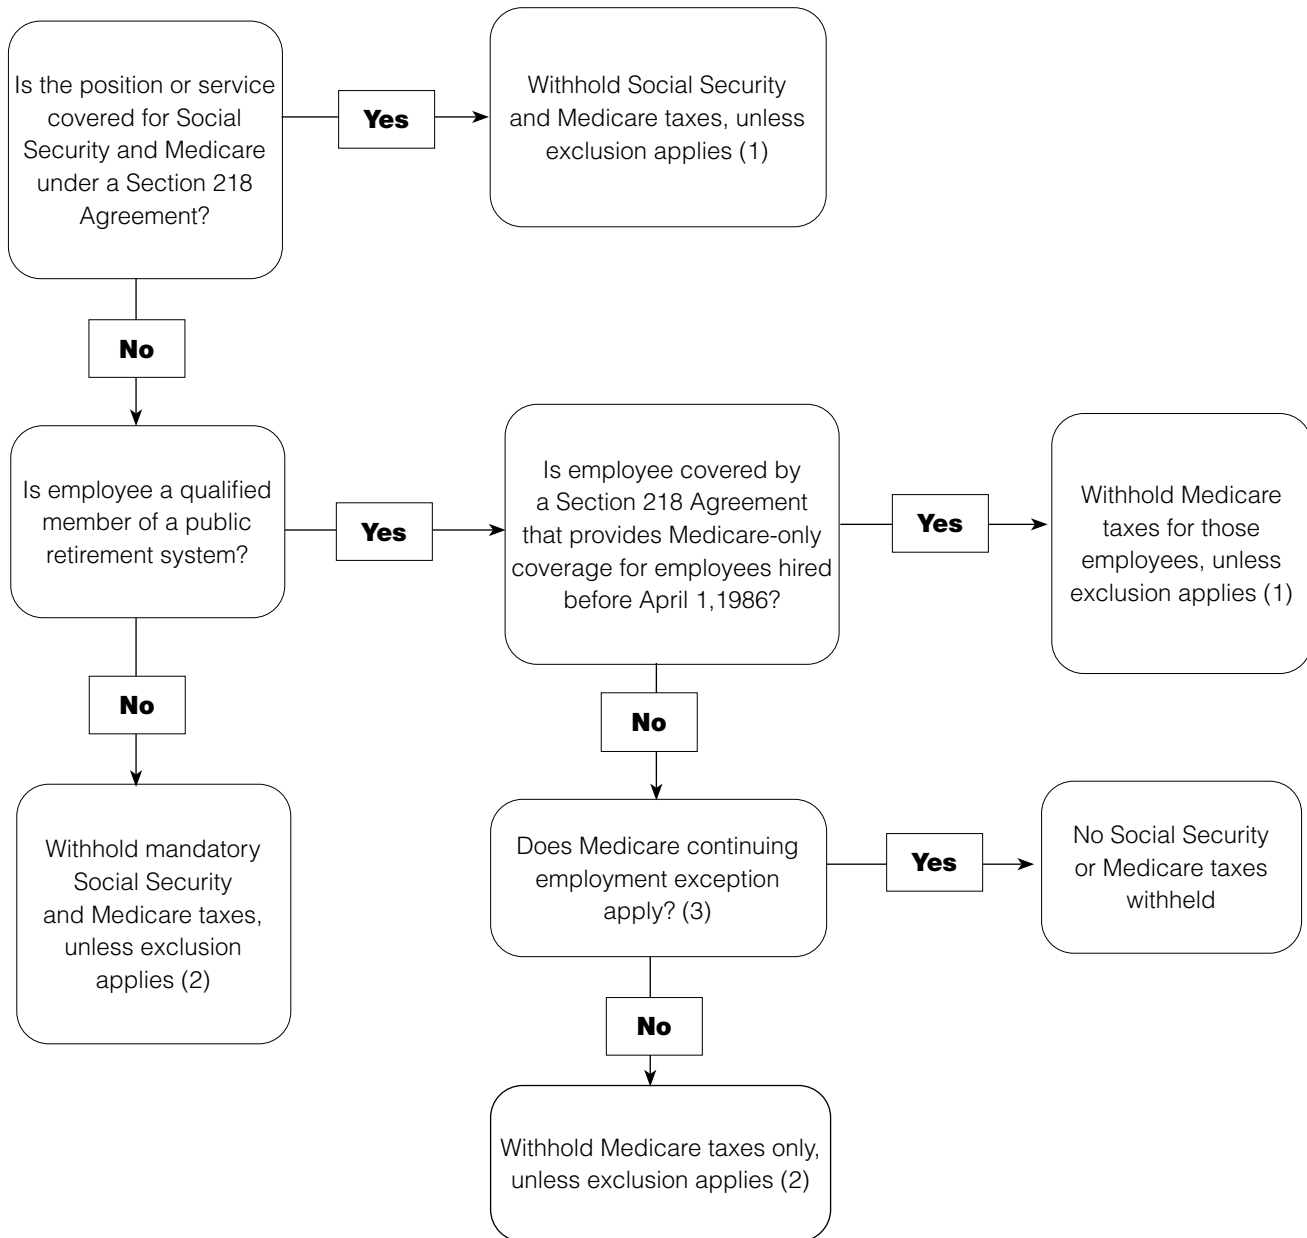 Is the position or service
covered for Social
Security and Medicare
under a Section 218
Agreement?
Yes
Withhold Social Security
and Medicare taxes, unless
exclusion applies (1)
No
Is employee a qualified
member of a public
retirement system?
Yes
Is employee covered by
a Section 218 Agreement
that provides Medicare-only
coverage for employees hired
before April 1,1986?
Yes
Withhold Medicare
taxes for those
employees, unless
exclusion applies (1)
No
Withhold mandatory
Social Security
and Medicare taxes,
unless exclusion
applies (2)
No
Does Medicare continuing
employment exception
apply? (3)
Yes
No Social Security
or Medicare taxes
withheld
No
Withhold Medicare taxes only,
unless exclusion applies (2)